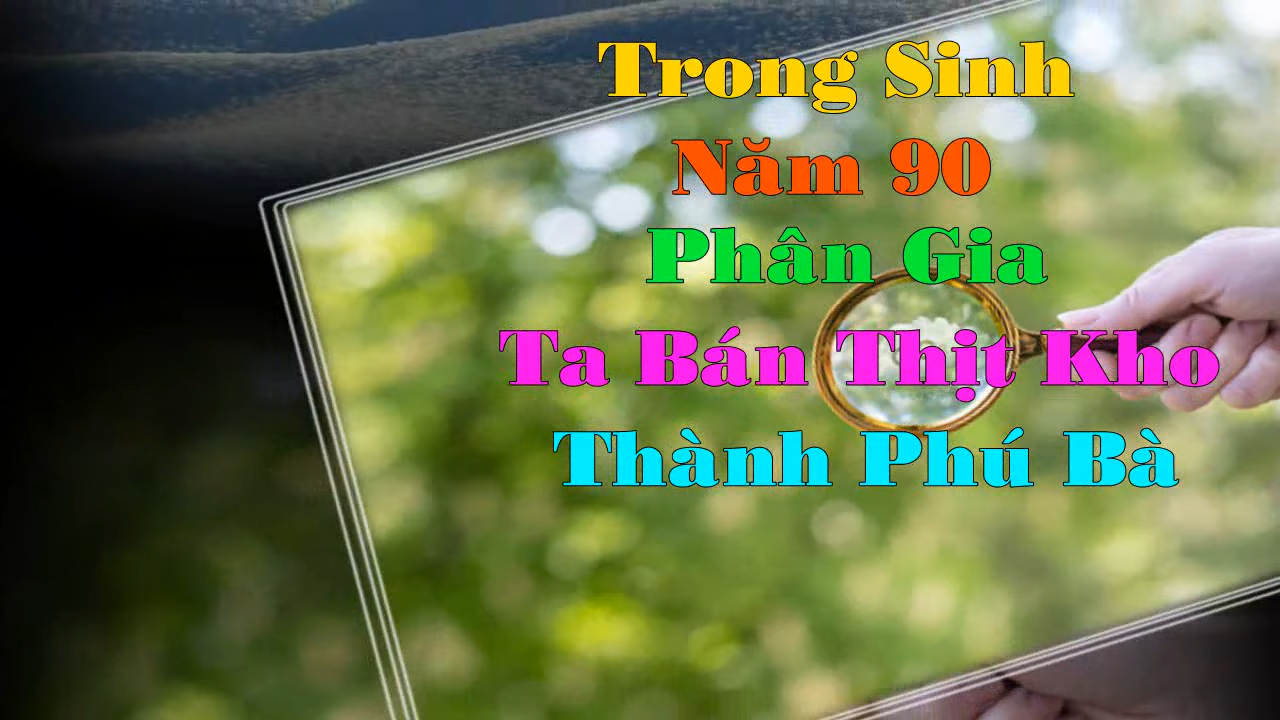 Trong Sinh
Năm 90
Phân Gia
Ta Bán Thịt Kho
Thành Phú Bà